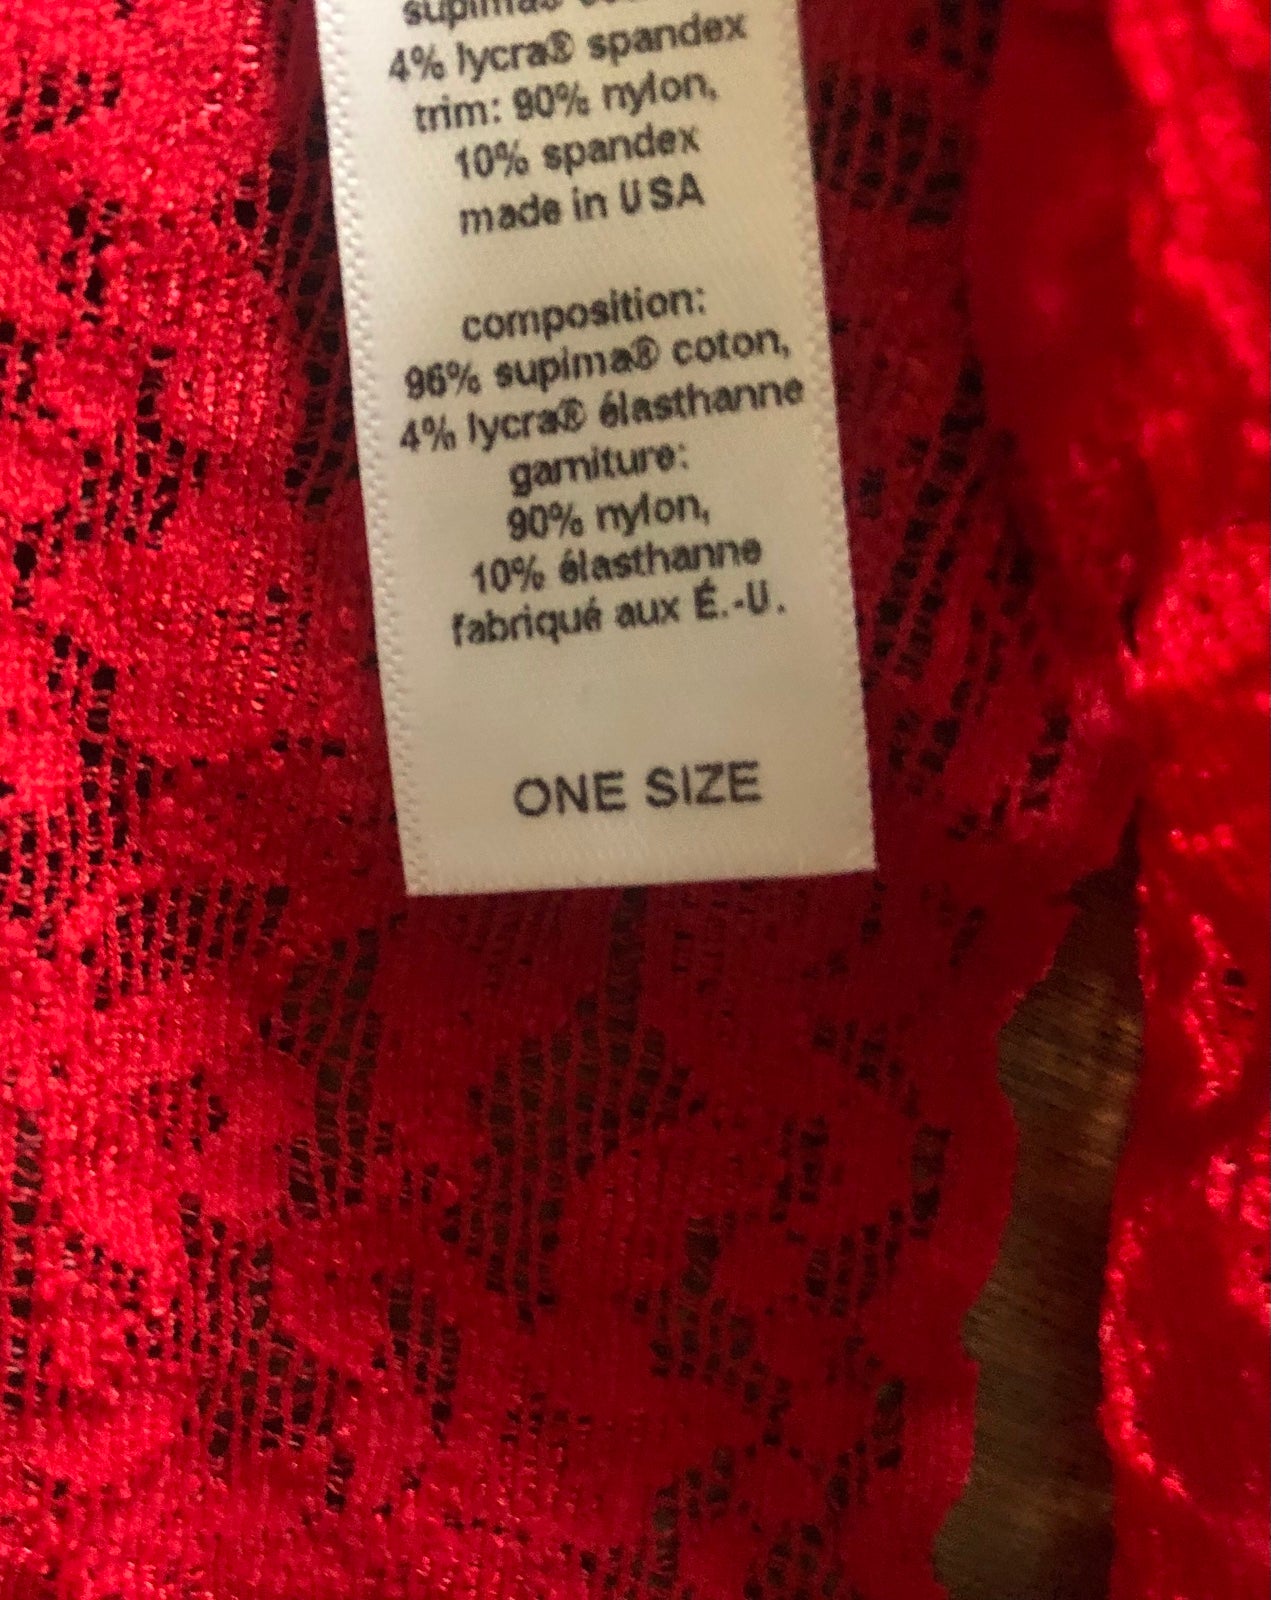 supima®
4% lycra® spandex
trim: 90% nylon,
10% spandex
made in USA
composition:
96% supima® coton,
4% lycra® élasthanne
garniture:
90% nylon,
10% élasthanne
fabriqué aux É.-U.
ONE SIZE